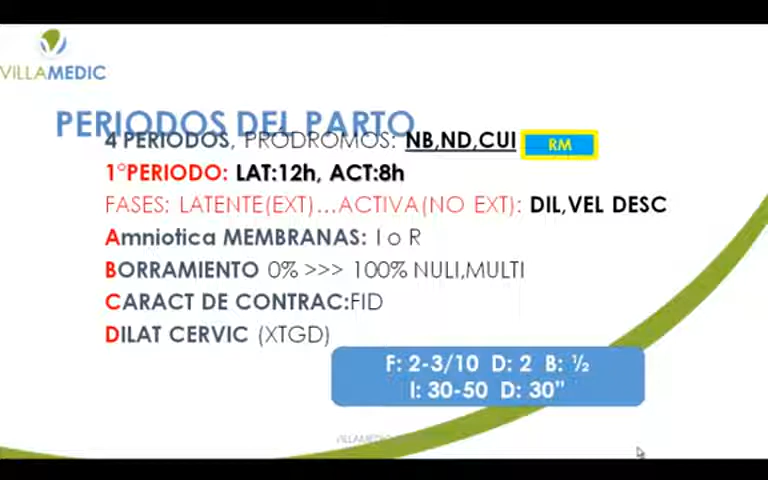 VILLAMEDIC
PERIODOS DEL PARTO
4 PERIODOS, PRÓDROMOS: NB,ND,CUI RM
1°PERIODO: LAT:12h, ACT:8h
FASES: LATENTE(EXT)...ACTIVA(NO EXT): DIL,VEL DESC
Amniotica MEMBRANAS: I o R
BORRAMIENTO 0% >>> 100% NULI,MULTI
CARACT DE CONTRAC:FID
DILAT CERVIC (XTGD)
F: 2-3/10 D: 2 B: ½
I: 30-50 D: 30”
VILLAMEDIC